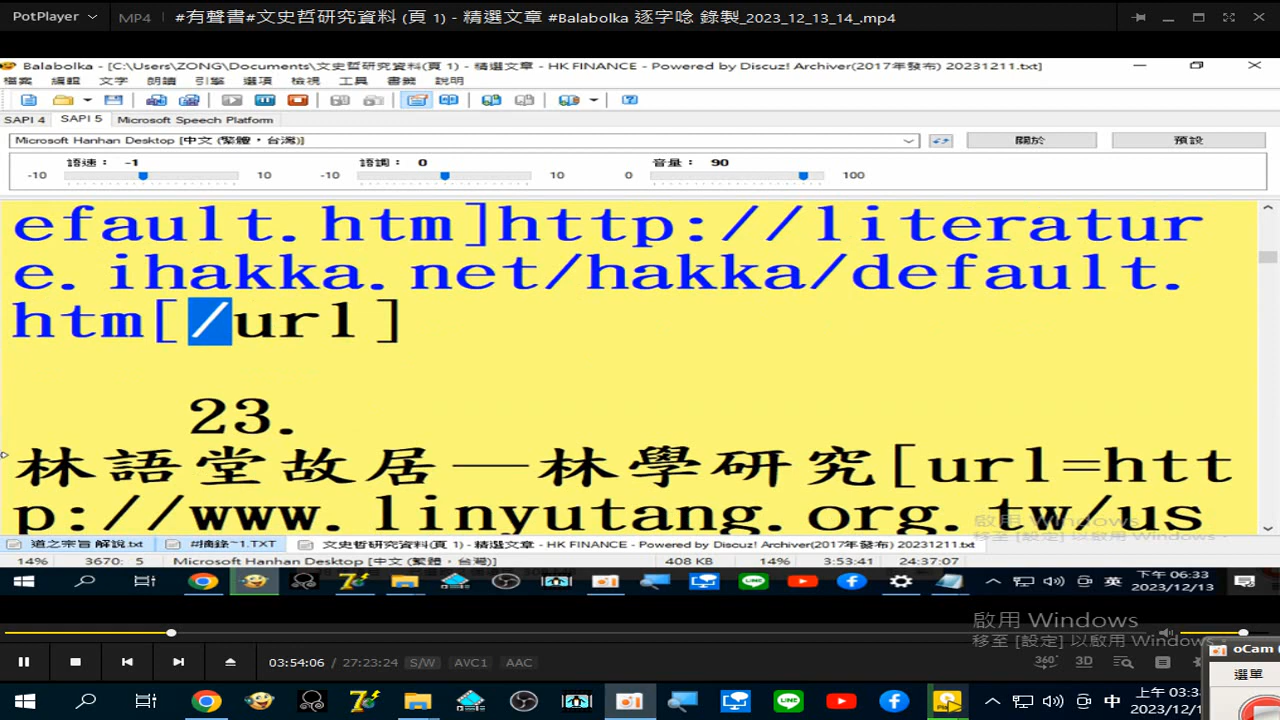 PotPlayer MP4 #有聲書#文史哲研究資料 (頁 1) - 精選文章 #Balabolka 逐字唸 錄製_2023_12_13_14_.mp4
Balabolka - [C:\Users\ZONG\Documents\文史哲研究資料(頁 1) - 精選文章 - HK FINANCE - Powered by Discuz! Archiver(2017年發布) 20231211.txt]
檔案 編輯 文字 朗讀 引擎 選項 檢視 工具 書籤 說明
SAPI 4 SAPI 5 Microsoft Speech Platform
Microsoft Hanhan Desktop [中文 (繁體，台灣)] 關於 預設
語速： -1 語調： 0 音量： 90
-10 10 -10 10 0 100
efault.htm]http://literatur
e.ihakka.net/hakka/default.
htm[/url]
23.
林語堂故居—林學研究[url=htt
p://www.linyutang.org.tw/us
啟用 Windows
移至 [設定] 以啟用 Windows。
道之宗旨 解說.txt #摘錄~1.TXT 文史哲研究資料(頁 1) - 精選文章 - HK FINANCE - Powered by Discuz! Archiver(2017年發布) 20231211.txt
14% 3670: 5 Microsoft Hanhan Desktop [中文 (繁體，台灣)] 408 KB 14% 3:53:41 24:37:07
英 下午 06:33
2023/12/13
啟用 Windows
移至 [設定] 以啟用 Windows。
oCam
03:54:06 / 27:23:24 S/W AVC1 AAC 360° 3D
選單
中 上午 03:3
2023/12/1